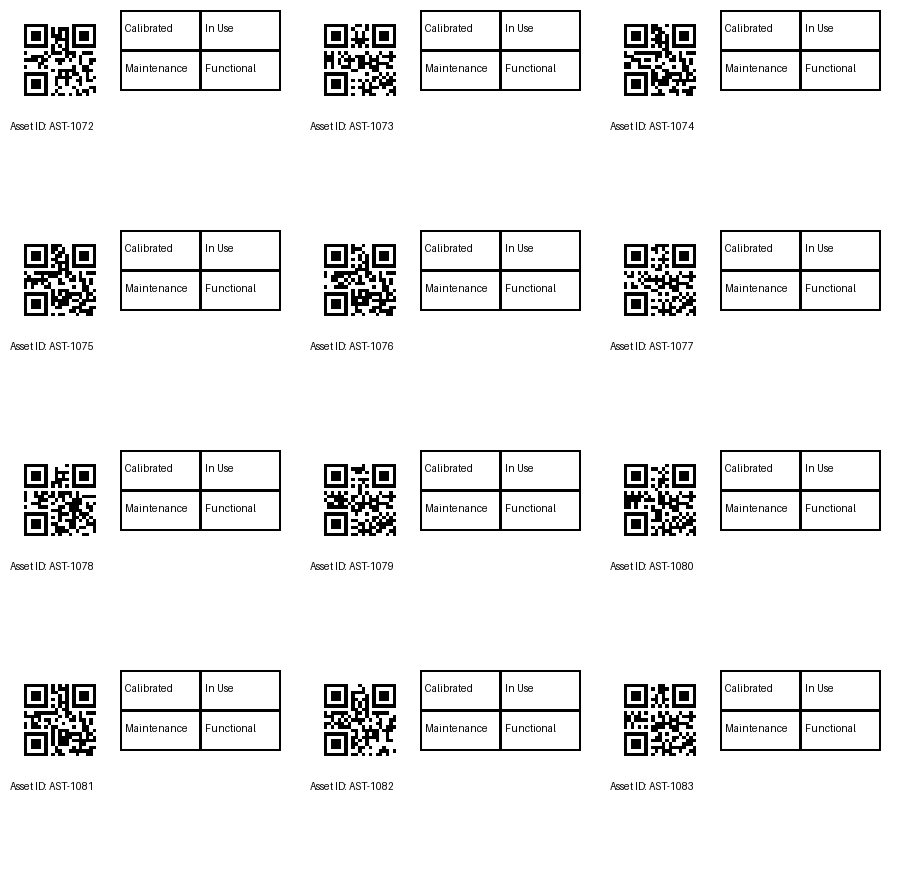 Calibrated In Use Calibrated In Use Calibrated In Use
Maintenance Functional Maintenance Functional Maintenance Functional
Asset ID: AST-1072 Asset ID: AST-1073 Asset ID: AST-1074
Calibrated In Use Calibrated In Use Calibrated In Use
Maintenance Functional Maintenance Functional Maintenance Functional
Asset ID: AST-1075 Asset ID: AST-1076 Asset ID: AST-1077
Calibrated In Use Calibrated In Use Calibrated In Use
Maintenance Functional Maintenance Functional Maintenance Functional
Asset ID: AST-1078 Asset ID: AST-1079 Asset ID: AST-1080
Calibrated In Use Calibrated In Use Calibrated In Use
Maintenance Functional Maintenance Functional Maintenance Functional
Asset ID: AST-1081 Asset ID: AST-1082 Asset ID: AST-1083